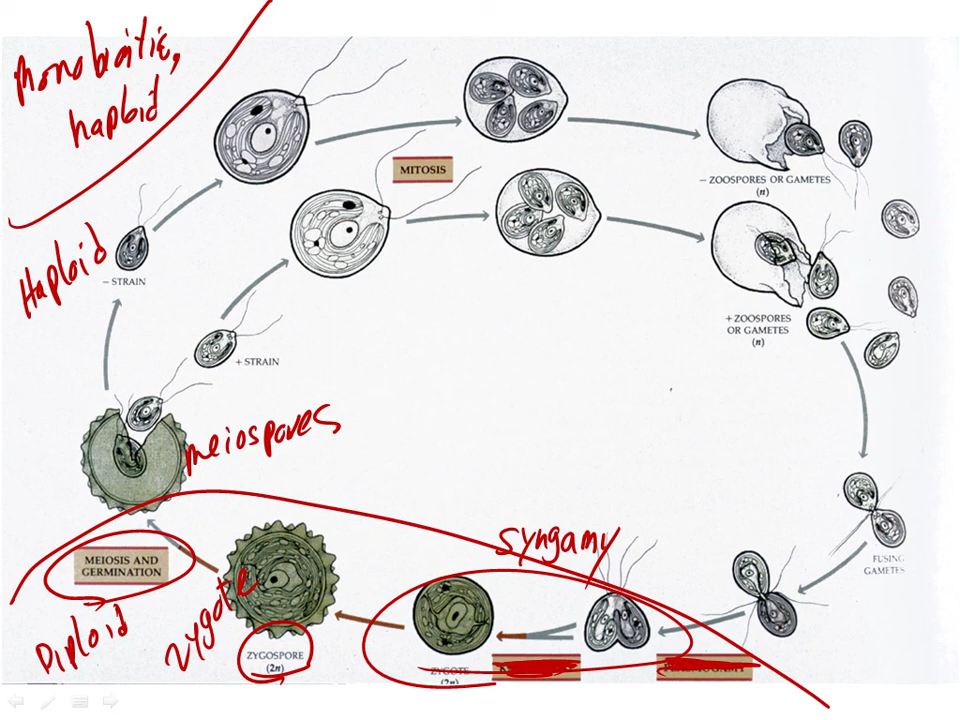 Monobiotic,
haploid
MITOSIS
– ZOOSPORES OR GAMETES
(n)
Haploid
– STRAIN
+ ZOOSPORES
OR GAMETES
(n)
+ STRAIN
meiospores
Syngamy
FUSING
GAMETES
MEIOSIS AND
GERMINATION
Diploid
zygote
ZYGOSPORE
(2n)
ZYGOTE
(2n)